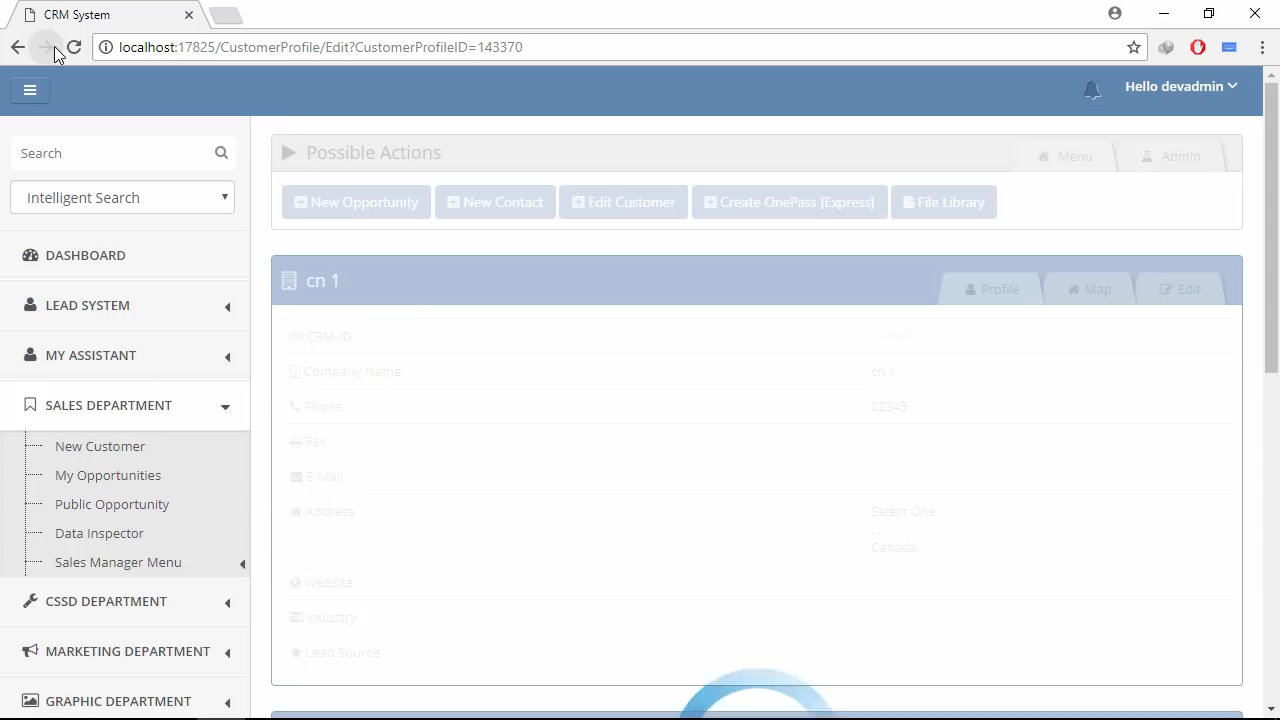 CRM System
localhost:17825/CustomerProfile/Edit?CustomerProfileID=143370
Hello devadmin
Search
Intelligent Search
DASHBOARD
LEAD SYSTEM
MY ASSISTANT
SALES DEPARTMENT
New Customer
My Opportunities
Public Opportunity
Data Inspector
Sales Manager Menu
CSSD DEPARTMENT
MARKETING DEPARTMENT
GRAPHIC DEPARTMENT
Possible Actions
Menu
Admin
New Opportunity
New Contact
Edit Customer
Create OnePass [Express]
File Library
cn 1
Profile
Map
Edit
CRM-ID
Company Name cn 1
Phone 02345
Fax
E-Mail
Address Select One
, ,
Canada
Website
Industry
Lead Source